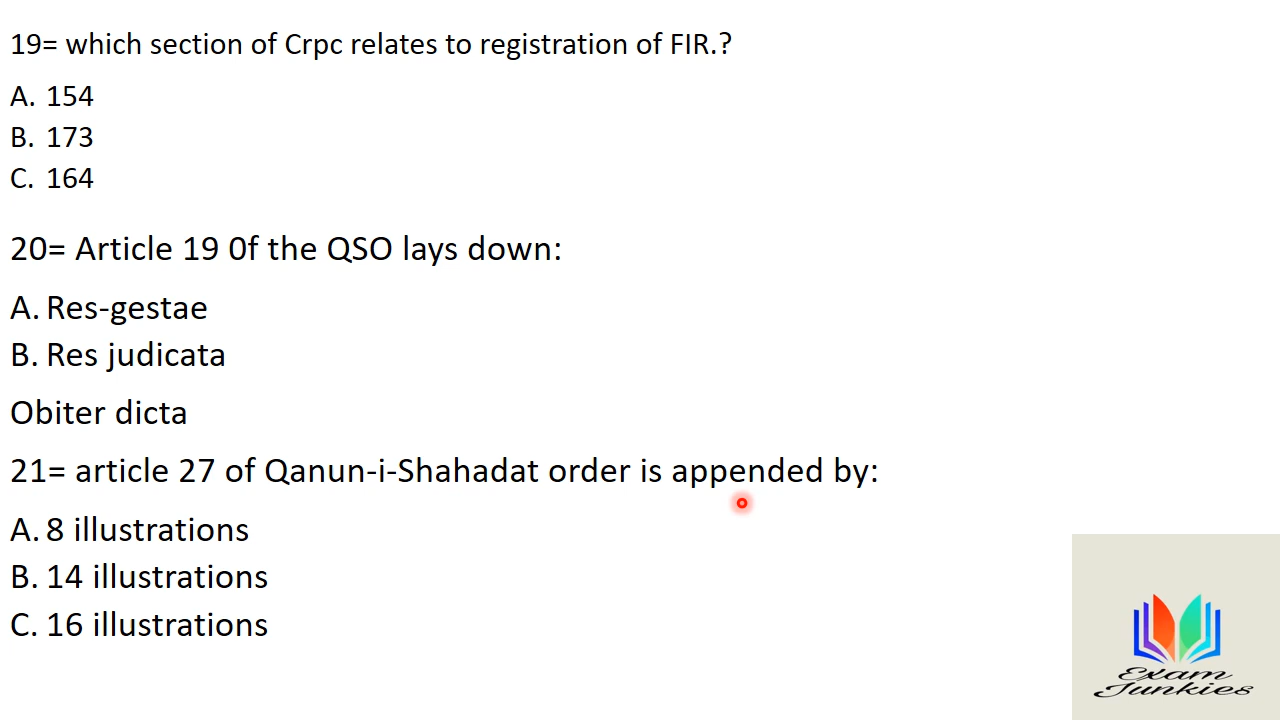 19= which section of Crpc relates to registration of FIR.?
A. 154
B. 173
C. 164
20= Article 19 0f the QSO lays down:
A. Res-gestae
B. Res judicata
Obiter dicta
21= article 27 of Qanun-i-Shahadat order is appended by:
A. 8 illustrations
B. 14 illustrations
C. 16 illustrations
Exam
Junkies